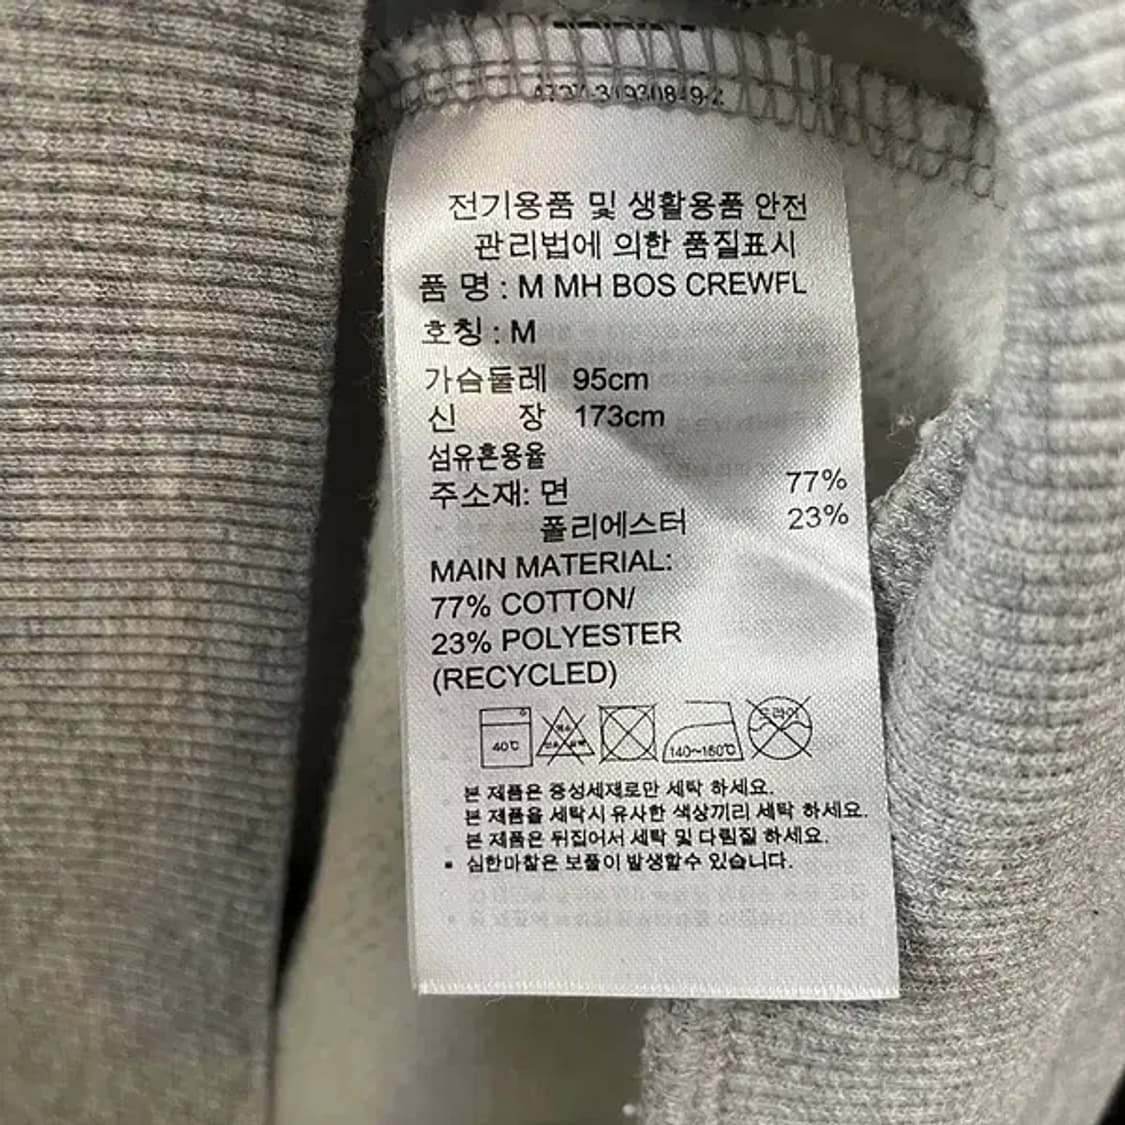 전기용품 및 생활용품 안전
관리법에 의한 품질표시
품 명 : M MH BOS CREWFL
호칭 : M
가슴둘레 95cm
신 장 173cm
섬유혼용율
주소재: 면 77%
폴리에스터 23%
MAIN MATERIAL:
77% COTTON/
23% POLYESTER
(RECYCLED)
40℃ 140~160℃ 드라이
본 제품은 중성세제로만 세탁 하세요.
본 제품을 세탁시 유사한 색상끼리 세탁 하세요.
본 제품은 뒤집어서 세탁 및 다림질 하세요.
▪ 심한마찰은 보풀이 발생할수 있습니다.